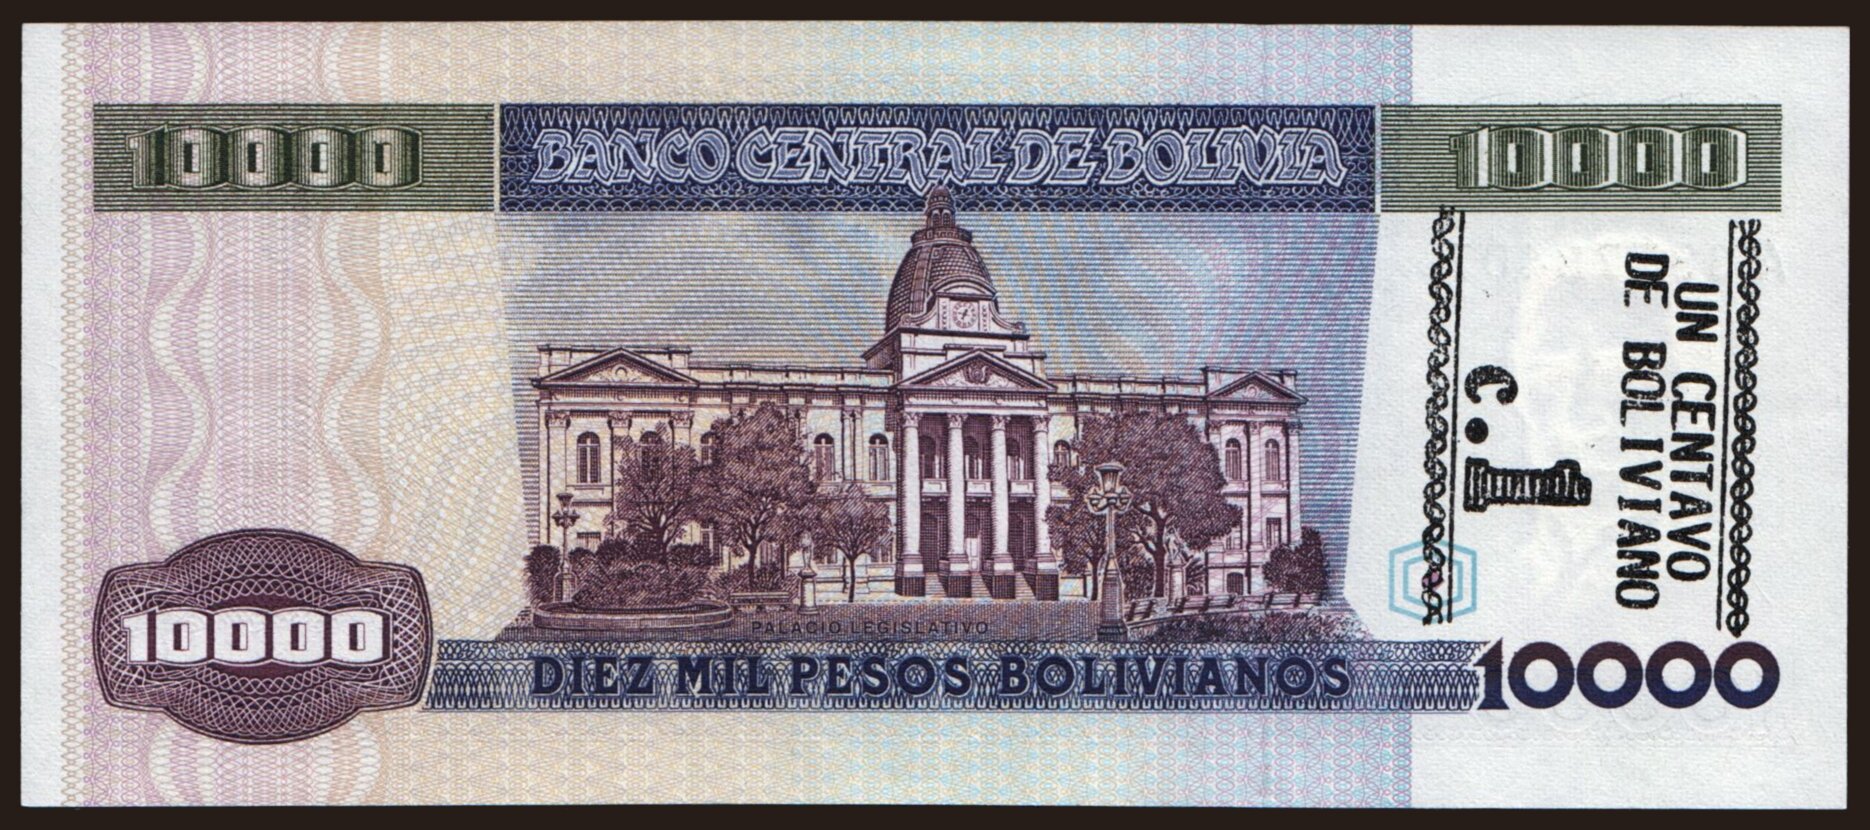 10000
BANCO CENTRAL DE BOLIVIA
10000
UN CENTAVO
DE BOLIVIANO
c.1
PALACIO LEGISLATIVO
10000
DIEZ MIL PESOS BOLIVIANOS
10000